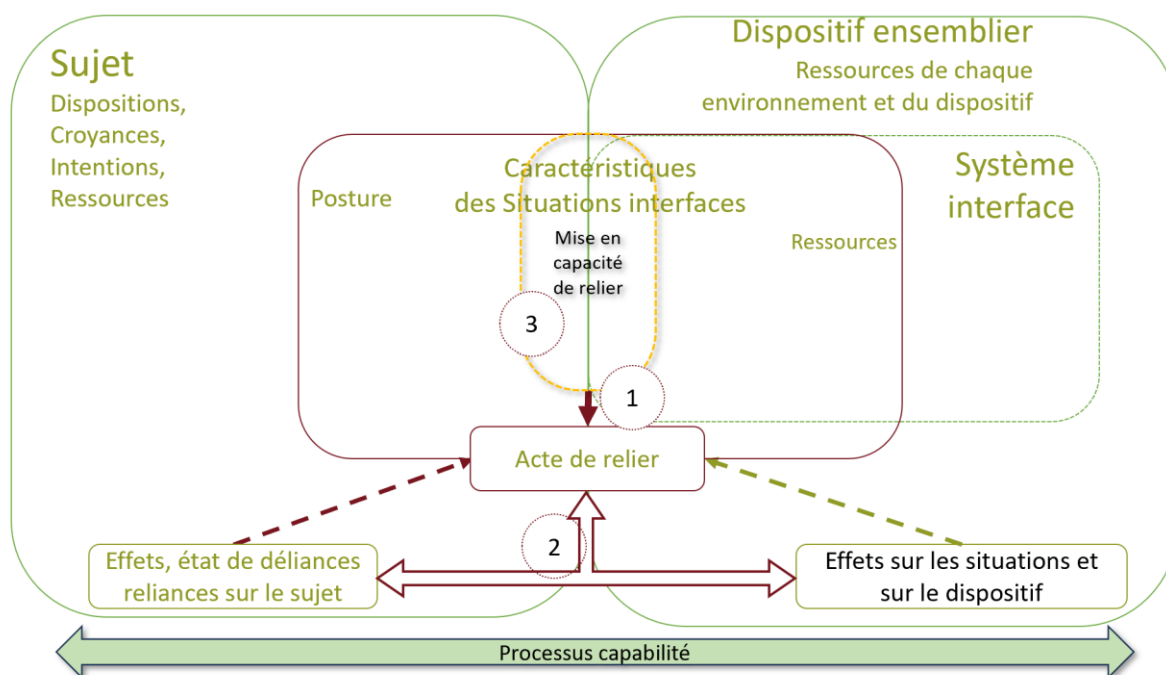 Sujet
Dispositions,
Croyances,
Intentions,
Ressources
Dispositif ensemblier
Ressources de chaque
environnement et du dispositif
Posture
Caractéristiques
des Situations interfaces
Mise en
capacité
de relier
Système
interface
Ressources
3
1
Acte de relier
2
Effets, état de déliances
reliances sur le sujet
Effets sur les situations et
sur le dispositif
Processus capabilité